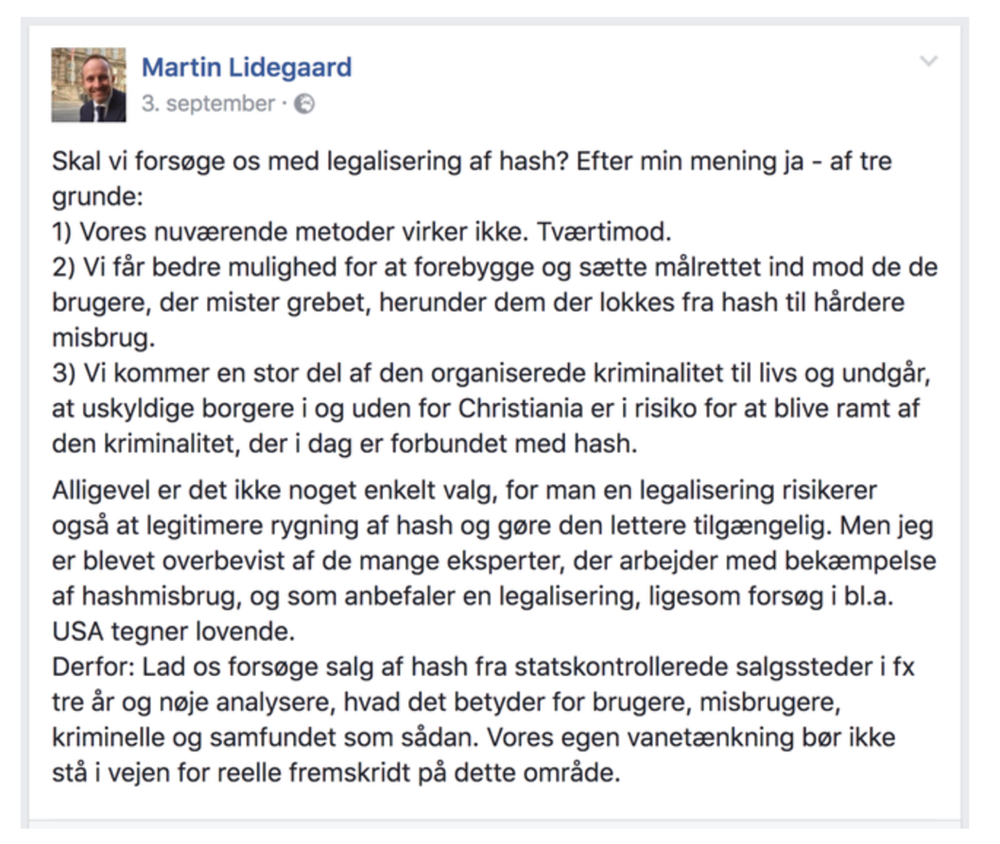 Martin Lidegaard
3. september ·
Skal vi forsøge os med legalisering af hash? Efter min mening ja - af tre
grunde:
1) Vores nuværende metoder virker ikke. Tværtimod.
2) Vi får bedre mulighed for at forebygge og sætte målrettet ind mod de de
brugere, der mister grebet, herunder dem der lokkes fra hash til hårdere
misbrug.
3) Vi kommer en stor del af den organiserede kriminalitet til livs og undgår,
at uskyldige borgere i og uden for Christiania er i risiko for at blive ramt af
den kriminalitet, der i dag er forbundet med hash.
Alligevel er det ikke noget enkelt valg, for man en legalisering risikerer
også at legitimere rygning af hash og gøre den lettere tilgængelig. Men jeg
er blevet overbevist af de mange eksperter, der arbejder med bekæmpelse
af hashmisbrug, og som anbefaler en legalisering, ligesom forsøg i bl.a.
USA tegner lovende.
Derfor: Lad os forsøge salg af hash fra statskontrollerede salgssteder i fx
tre år og nøje analysere, hvad det betyder for brugere, misbrugere,
kriminelle og samfundet som sådan. Vores egen vanetænkning bør ikke
stå i vejen for reelle fremskridt på dette område.